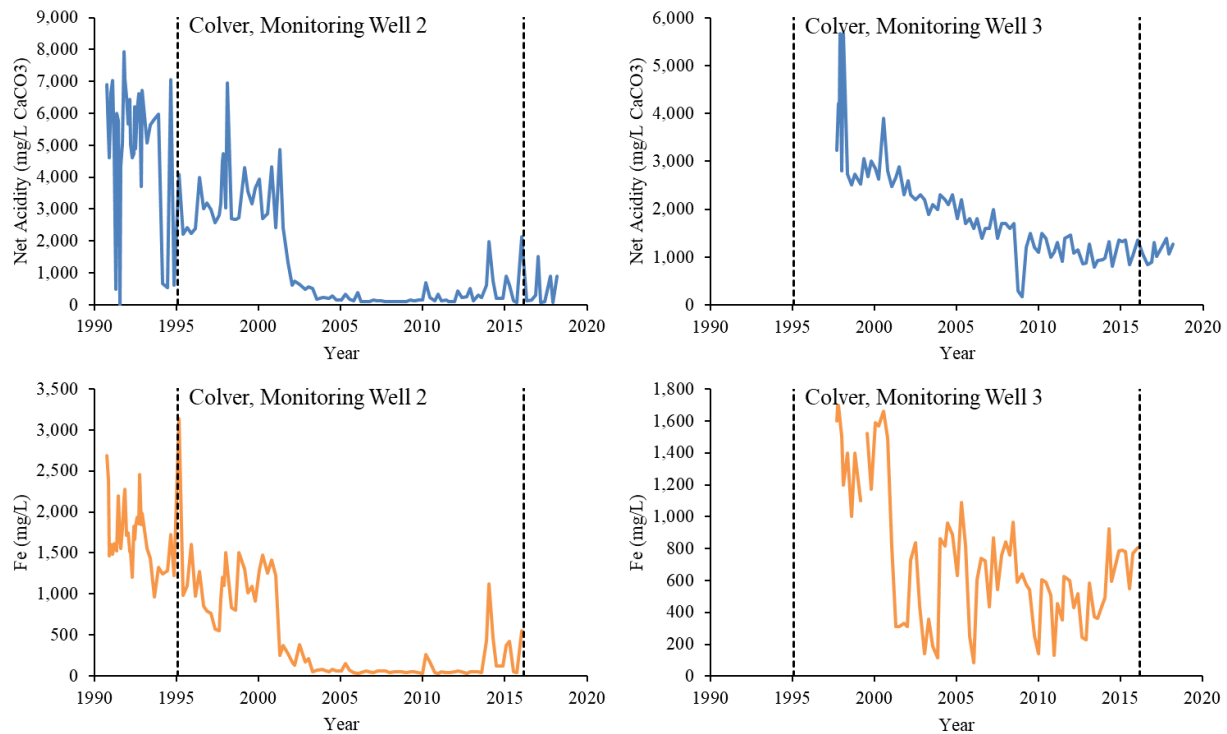 Colver, Monitoring Well 2
Net Acidity (mg/L CaCO3)
9,000
8,000
7,000
6,000
5,000
4,000
3,000
2,000
1,000
0
1990 1995 2000 2005 2010 2015 2020
Year
Colver, Monitoring Well 3
Net Acidity (mg/L CaCO3)
6,000
5,000
4,000
3,000
2,000
1,000
0
1990 1995 2000 2005 2010 2015 2020
Year
Colver, Monitoring Well 2
Fe (mg/L)
3,500
3,000
2,500
2,000
1,500
1,000
500
0
1990 1995 2000 2005 2010 2015 2020
Year
Colver, Monitoring Well 3
Fe (mg/L)
1,800
1,600
1,400
1,200
1,000
800
600
400
200
0
1990 1995 2000 2005 2010 2015 2020
Year